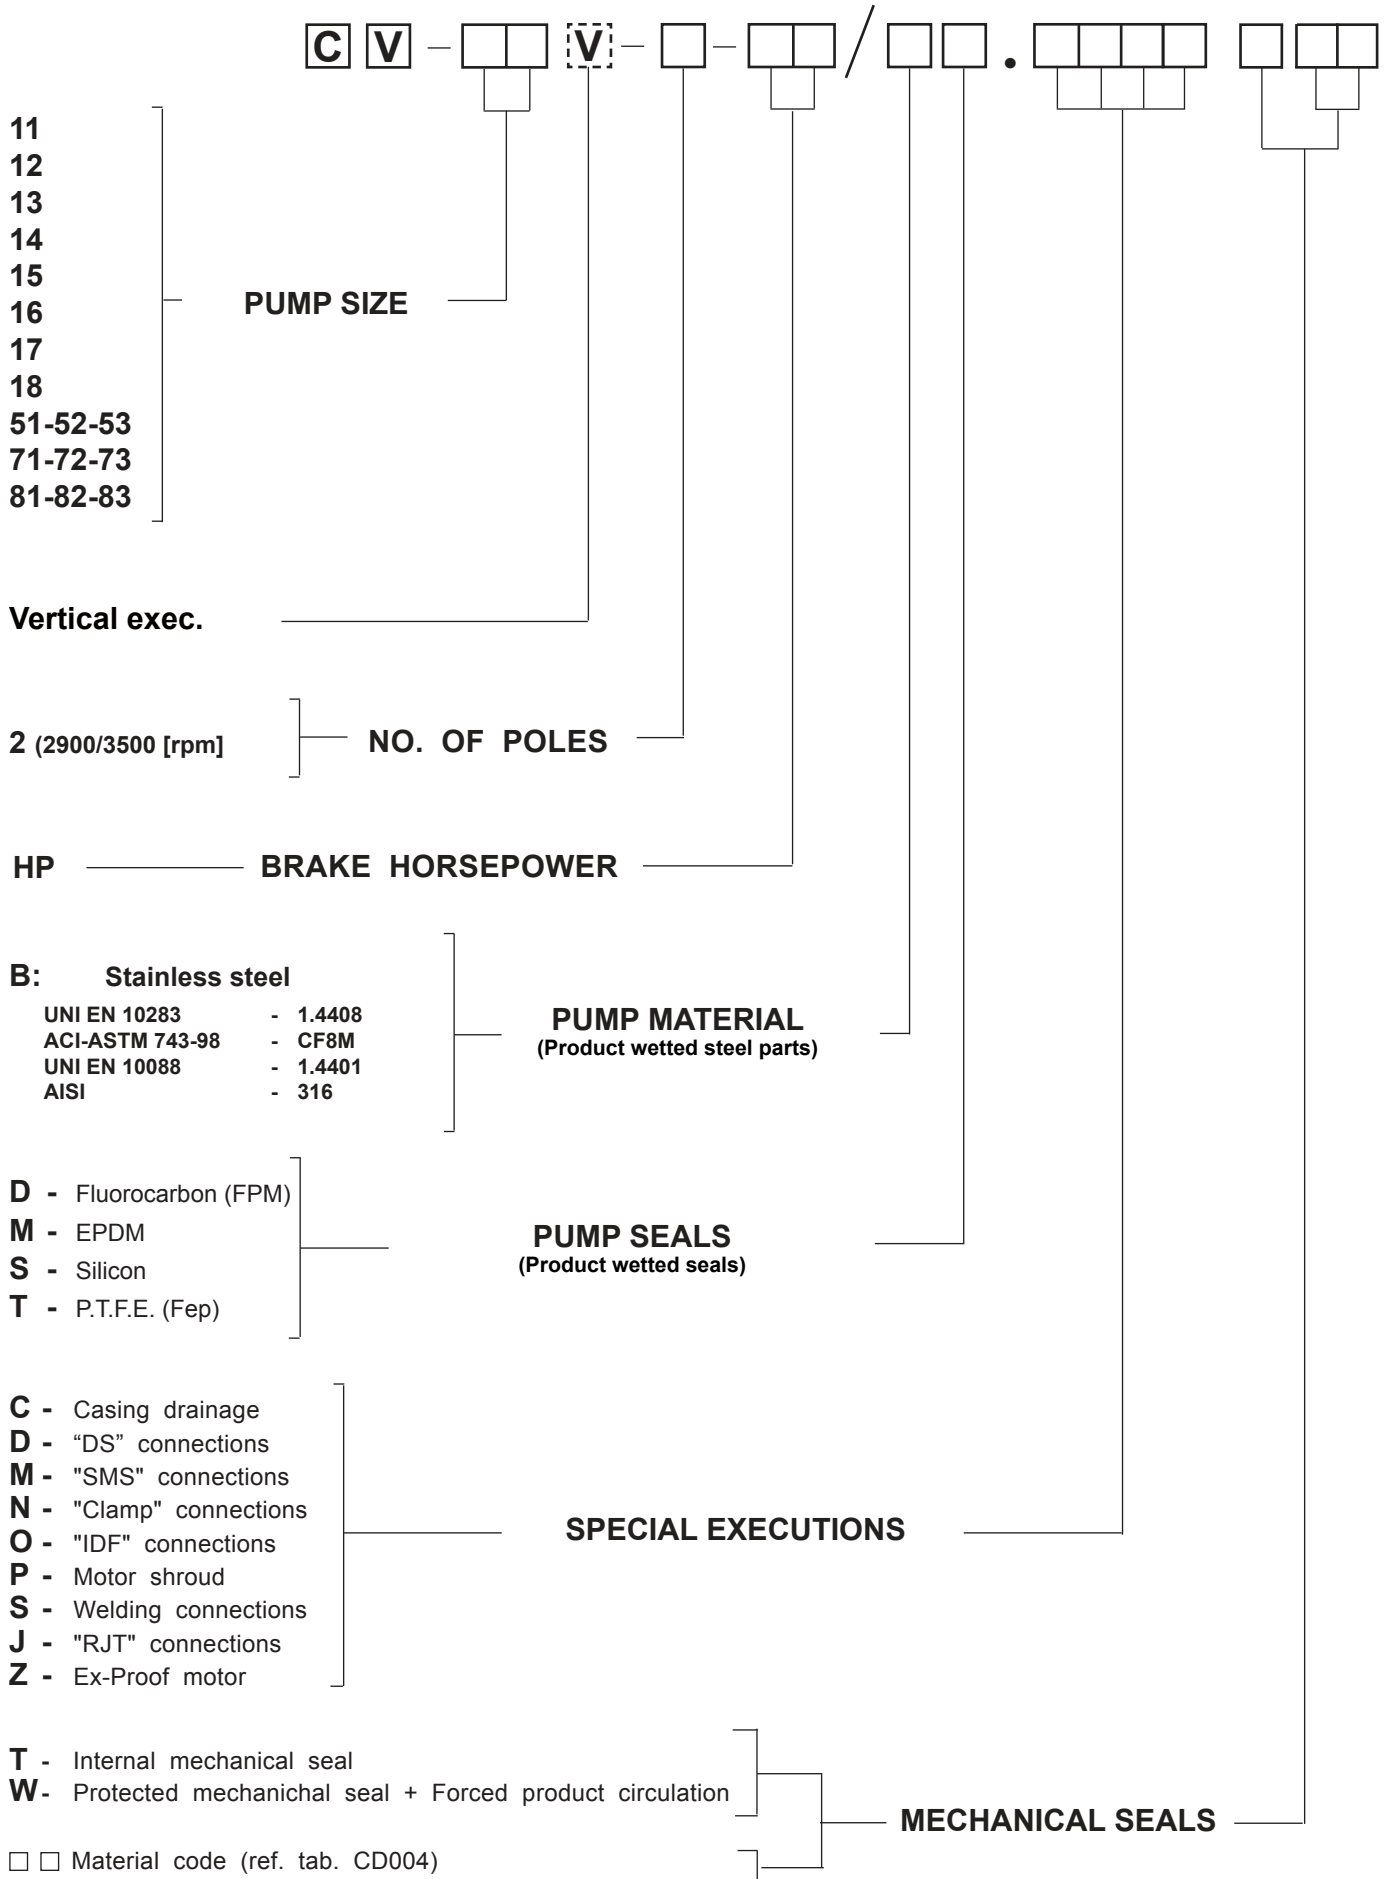 C V - □□ V - □ - □□ / □□ . □□□□ □□□
11
12
13
14
15
16
17
18
51-52-53
71-72-73
81-82-83
PUMP SIZE
Vertical exec.
2 (2900/3500 [rpm]
NO. OF POLES
HP
BRAKE HORSEPOWER
B: Stainless steel
UNI EN 10283 - 1.4408
ACI-ASTM 743-98 - CF8M
UNI EN 10088 - 1.4401
AISI - 316
PUMP MATERIAL
(Product wetted steel parts)
D - Fluorocarbon (FPM)
M - EPDM
S - Silicon
T - P.T.F.E. (Fep)
PUMP SEALS
(Product wetted seals)
C - Casing drainage
D - “DS” connections
M - "SMS" connections
N - "Clamp" connections
O - "IDF" connections
P - Motor shroud
S - Welding connections
J - "RJT" connections
Z - Ex-Proof motor
SPECIAL EXECUTIONS
T - Internal mechanical seal
W - Protected mechanichal seal + Forced product circulation
MECHANICAL SEALS
□ □ Material code (ref. tab. CD004)